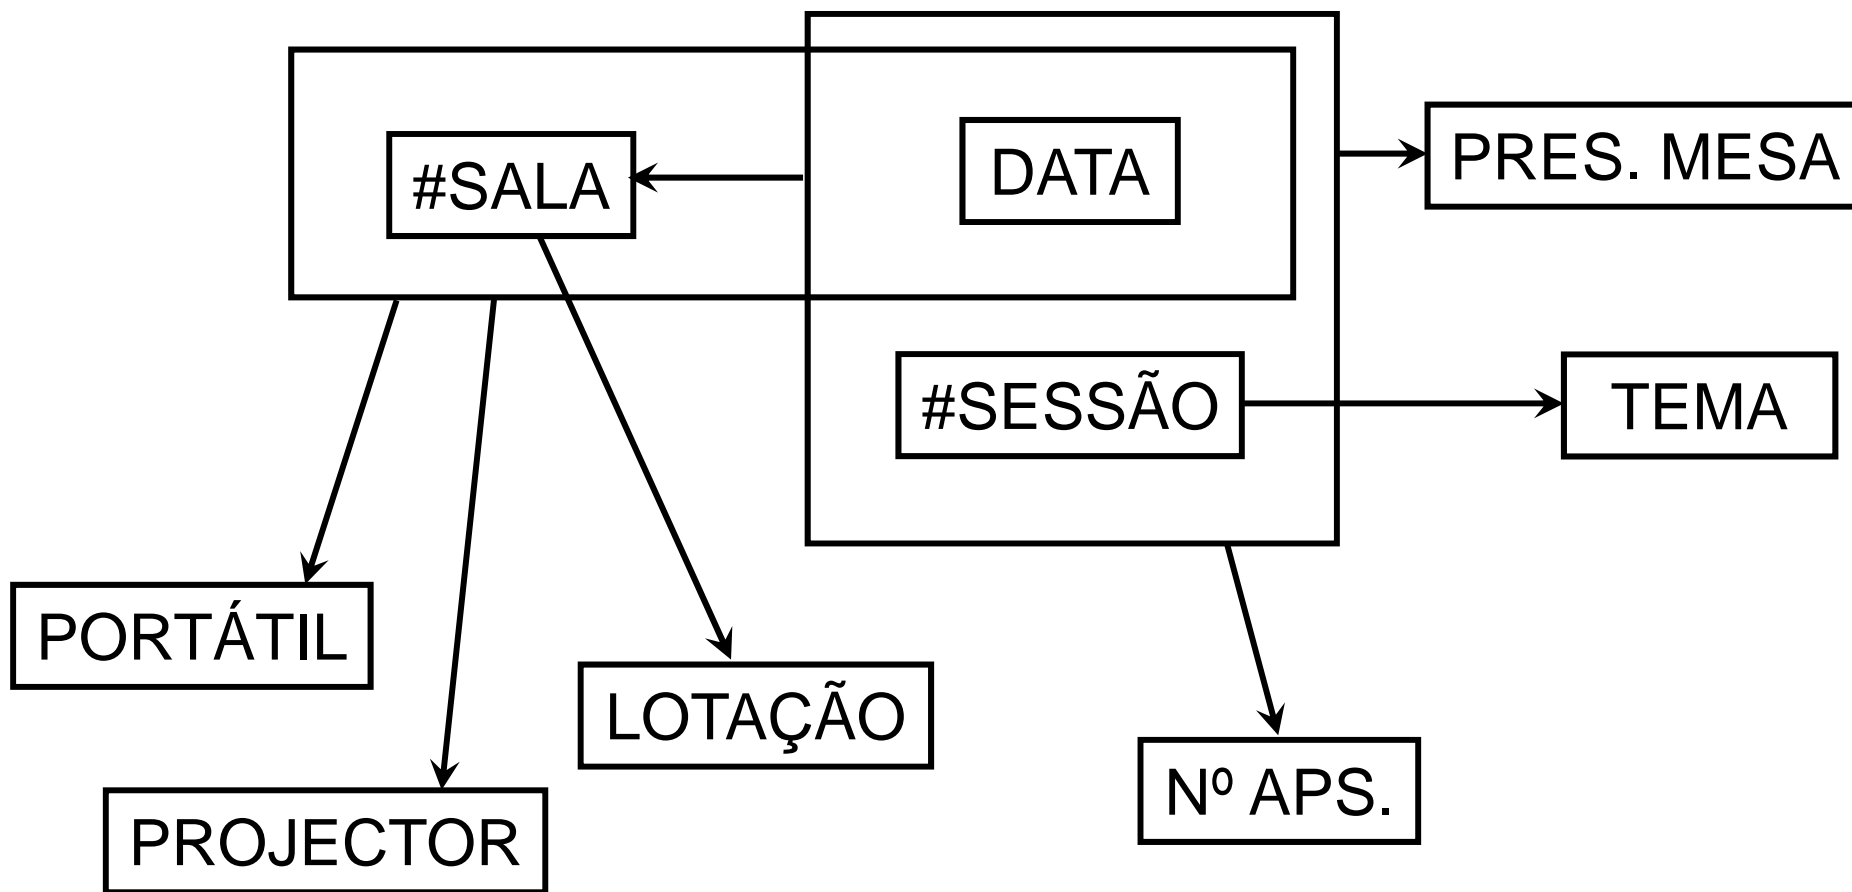 #SALA
DATA
PRES. MESA
#SESSÃO
TEMA
PORTÁTIL
LOTAÇÃO
PROJECTOR
Nº APS.